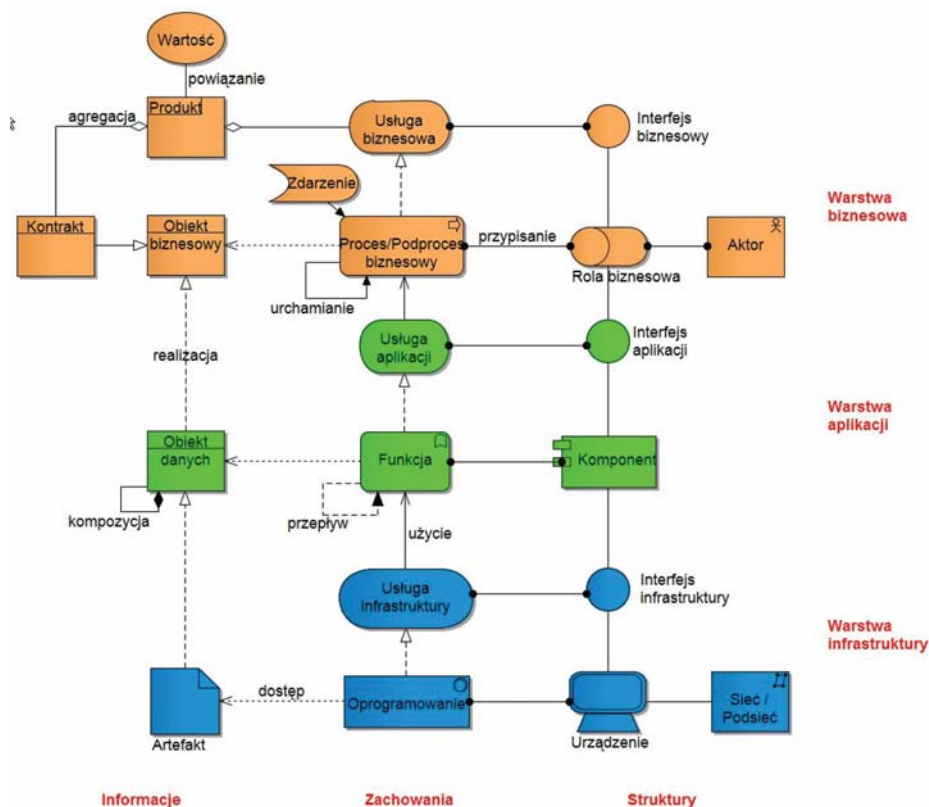 Wartość
powiązanie
Produkt
agregacja
Usługa
biznesowa
Interfejs
biznesowy
Zdarzenie
Warstwa
biznesowa
Kontrakt
Obiekt
biznesowy
Proces/Podproces
biznesowy
przypisanie
Aktor
Rola biznesowa
urchamianie
Usługa
aplikacji
Interfejs
aplikacji
realizacja
Warstwa
aplikacji
Obiekt
danych
Funkcja
Komponent
kompozycja
przepływ
użycie
Usługa
infrastruktury
Interfejs
infrastruktury
Warstwa
infrastruktury
dostęp
Oprogramowanie
Sieć /
Podsieć
Artefakt
Urządzenie
Informacje
Zachowania
Struktury